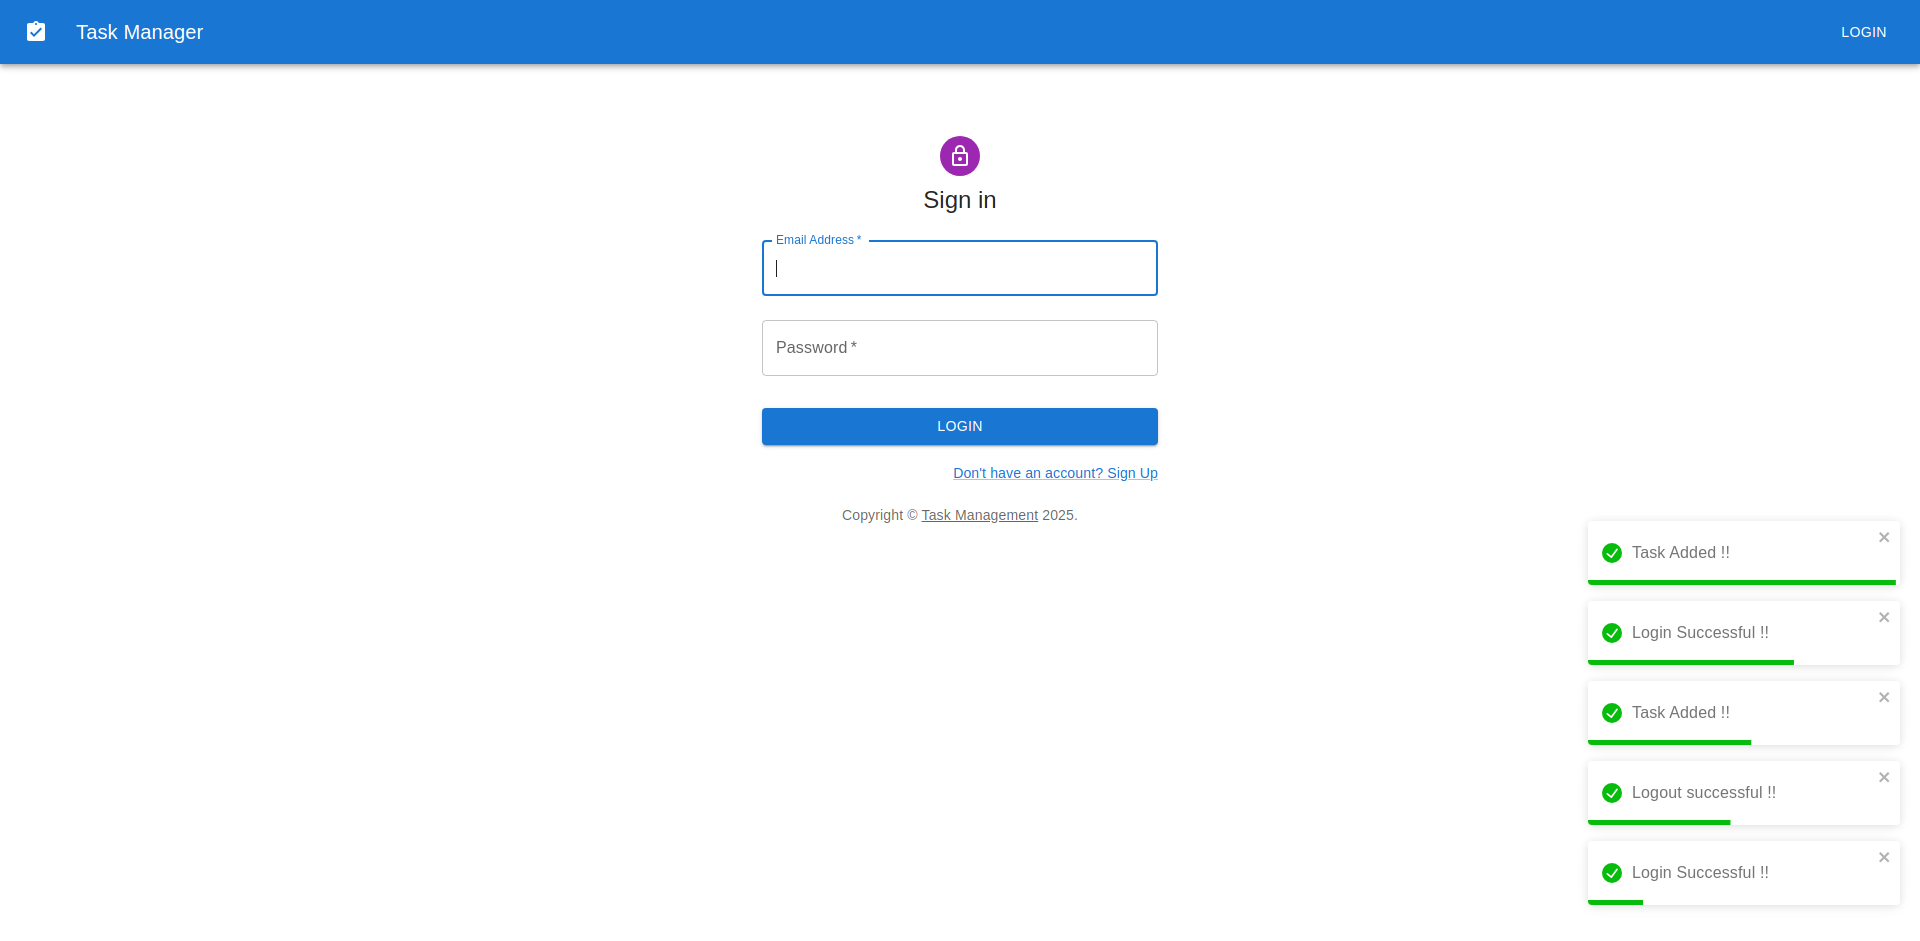 Task Manager
LOGIN
Sign in
Email Address *
Password *
LOGIN
Don't have an account? Sign Up
Copyright © Task Management 2025.
Task Added !!
Login Successful !!
Task Added !!
Logout successful !!
Login Successful !!